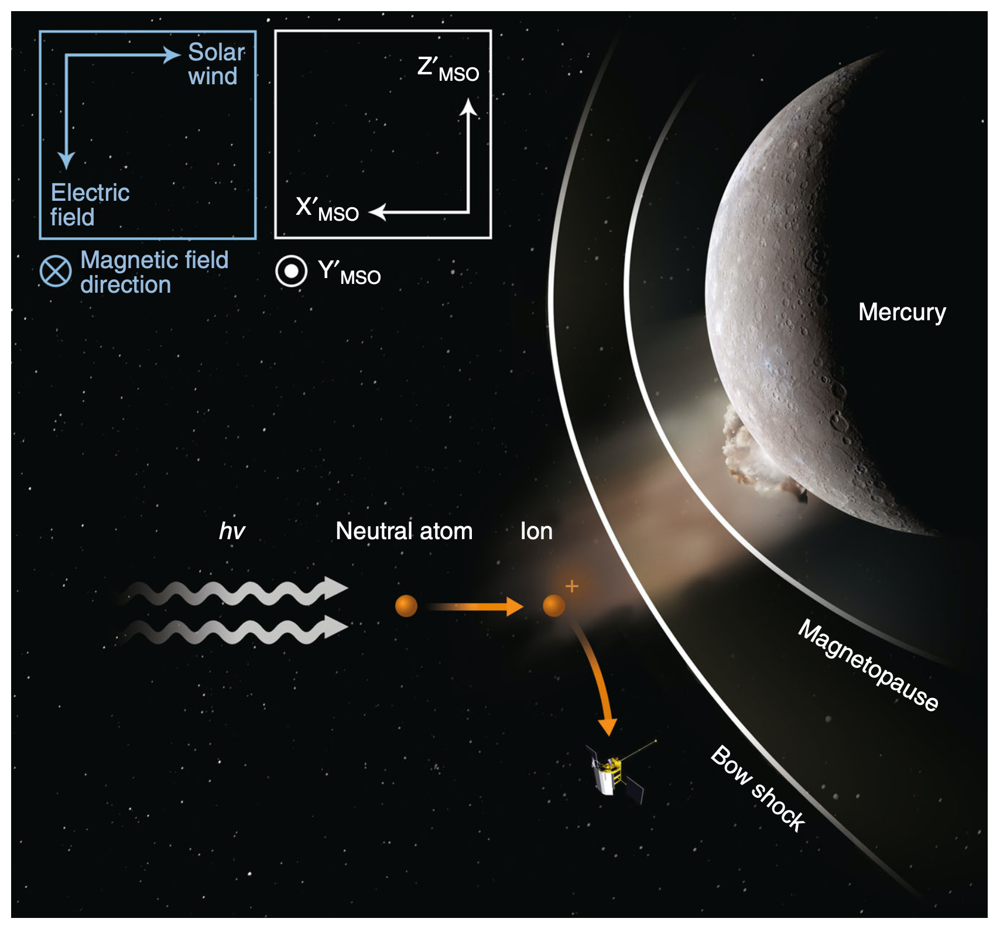 Solar
wind
Electric
field
Magnetic field
direction
Z′MSO
X′MSO
Y′MSO
Mercury
hν
Neutral atom
Ion
+
Magnetopause
Bow shock